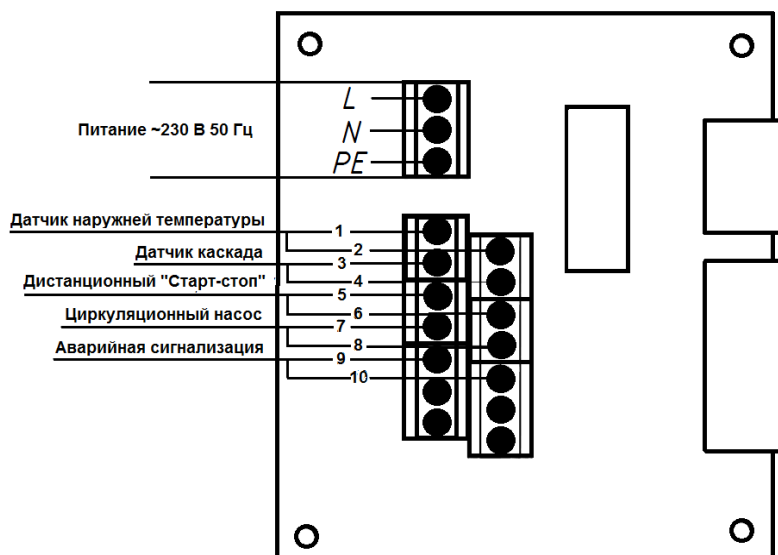 L
Питание ~230 В 50 Гц
N
PE
Датчик наружней температуры
1
2
Датчик каскада
3
4
Дистанционный "Старт-стоп"
5
6
Циркуляционный насос
7
8
Аварийная сигнализация
9
10